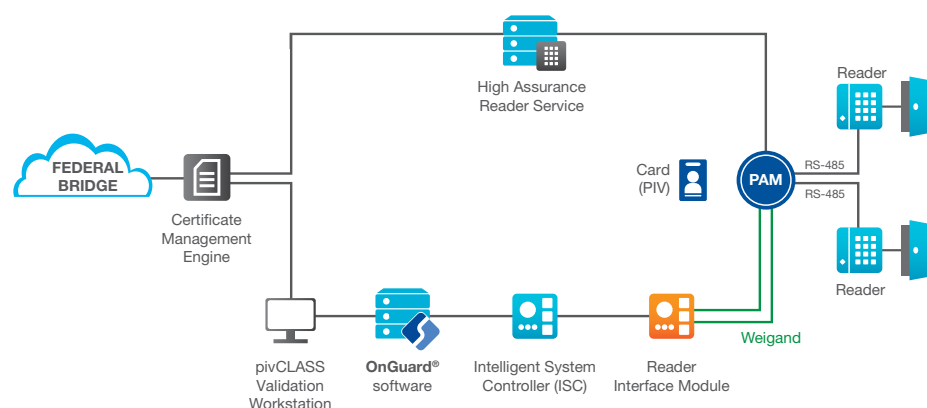 High Assurance
Reader Service
Reader
FEDERAL
BRIDGE
Card
(PIV)
PAM
RS-485
RS-485
Certificate
Management
Engine
Reader
Weigand
pivCLASS
Validation
Workstation
OnGuard®
software
Intelligent System
Controller (ISC)
Reader
Interface Module